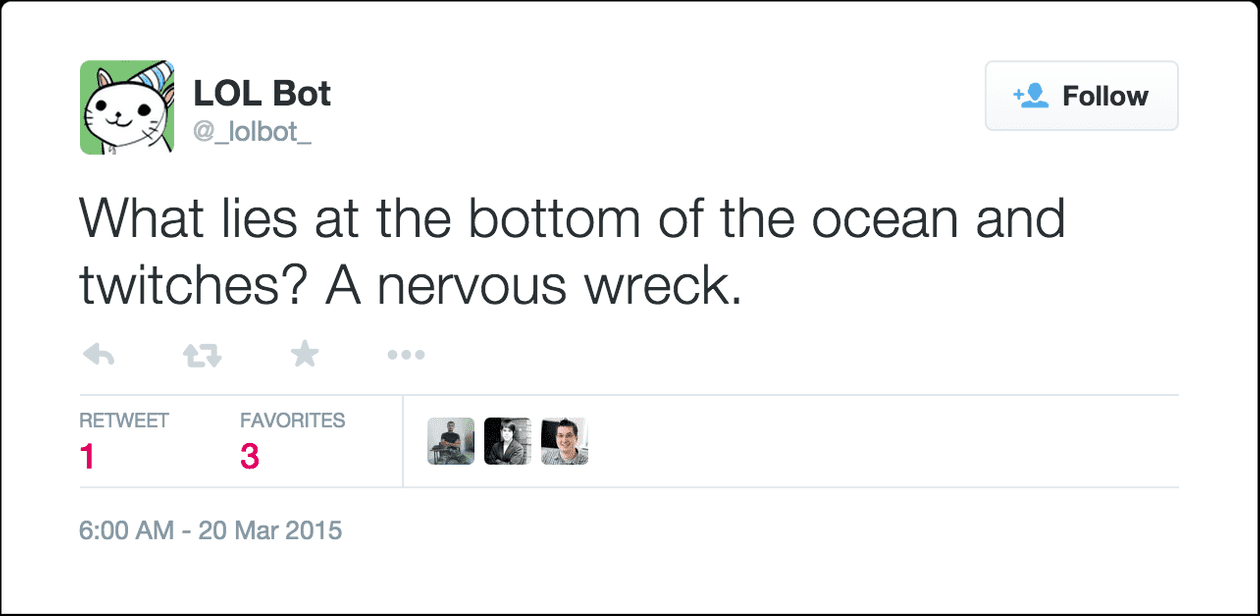 LOL Bot
@_lolbot_
Follow
What lies at the bottom of the ocean and
twitches? A nervous wreck.
RETWEET
1
FAVORITES
3
6:00 AM - 20 Mar 2015